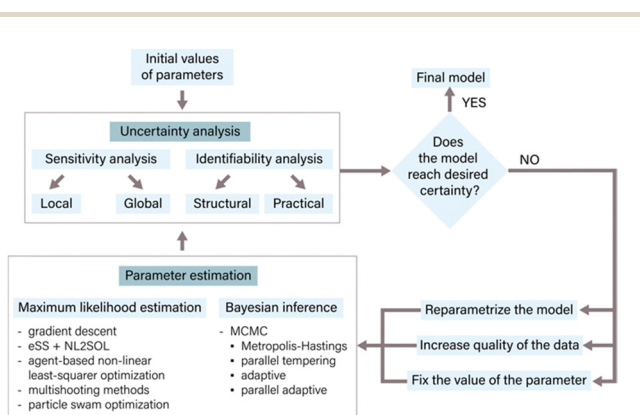 Initial values
of parameters
Uncertainty analysis
Sensitivity analysis
Identifiability analysis
Local
Global
Structural
Practical
Final model
YES
Does
the model
reach desired
certainty?
NO
Reparametrize the model
Increase quality of the data
Fix the value of the parameter
Parameter estimation
Maximum likelihood estimation
- gradient descent
- eSS + NL2SOL
- agent-based non-linear
least-squarer optimization
- multishooting methods
- particle swam optimization
Bayesian inference
- MCMC
• Metropolis-Hastings
• parallel tempering
• adaptive
• parallel adaptive